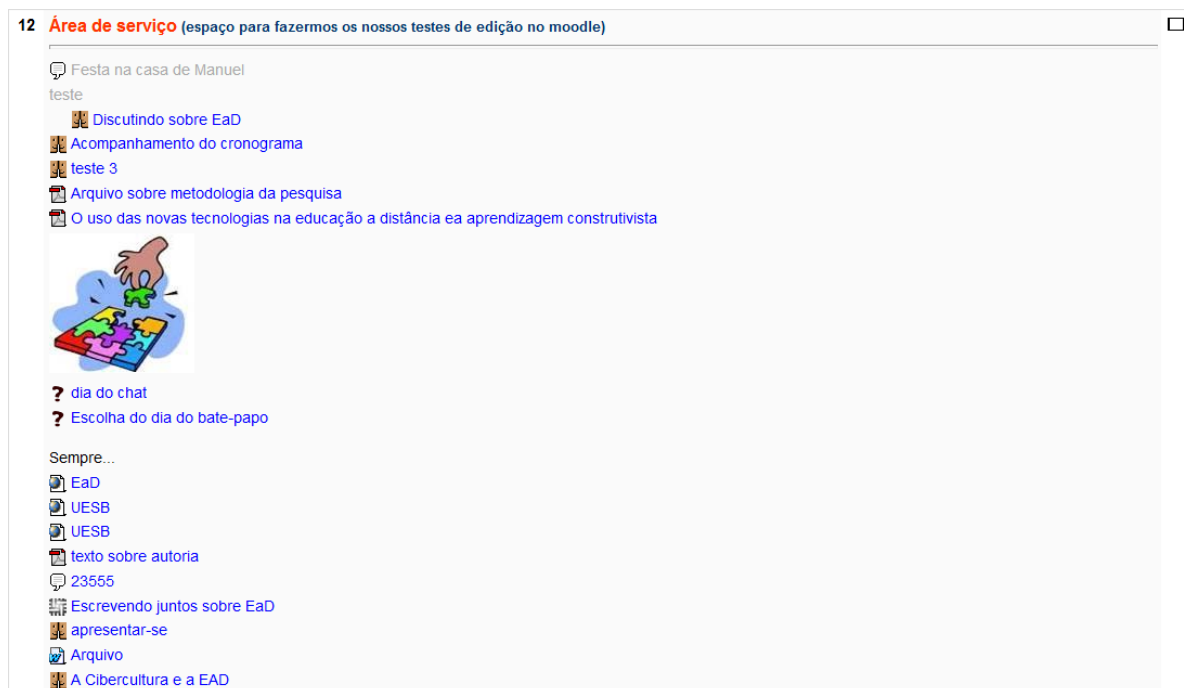 12 Área de serviço (espaço para fazermos os nossos testes de edição no moodle)
Festa na casa de Manuel
teste
Discutindo sobre EaD
Acompanhamento do cronograma
teste 3
Arquivo sobre metodologia da pesquisa
O uso das novas tecnologias na educação a distância ea aprendizagem construtivista
? dia do chat
? Escolha do dia do bate-papo
Sempre...
EaD
UESB
UESB
texto sobre autoria
23555
Escrevendo juntos sobre EaD
apresentar-se
Arquivo
A Cibercultura e a EAD